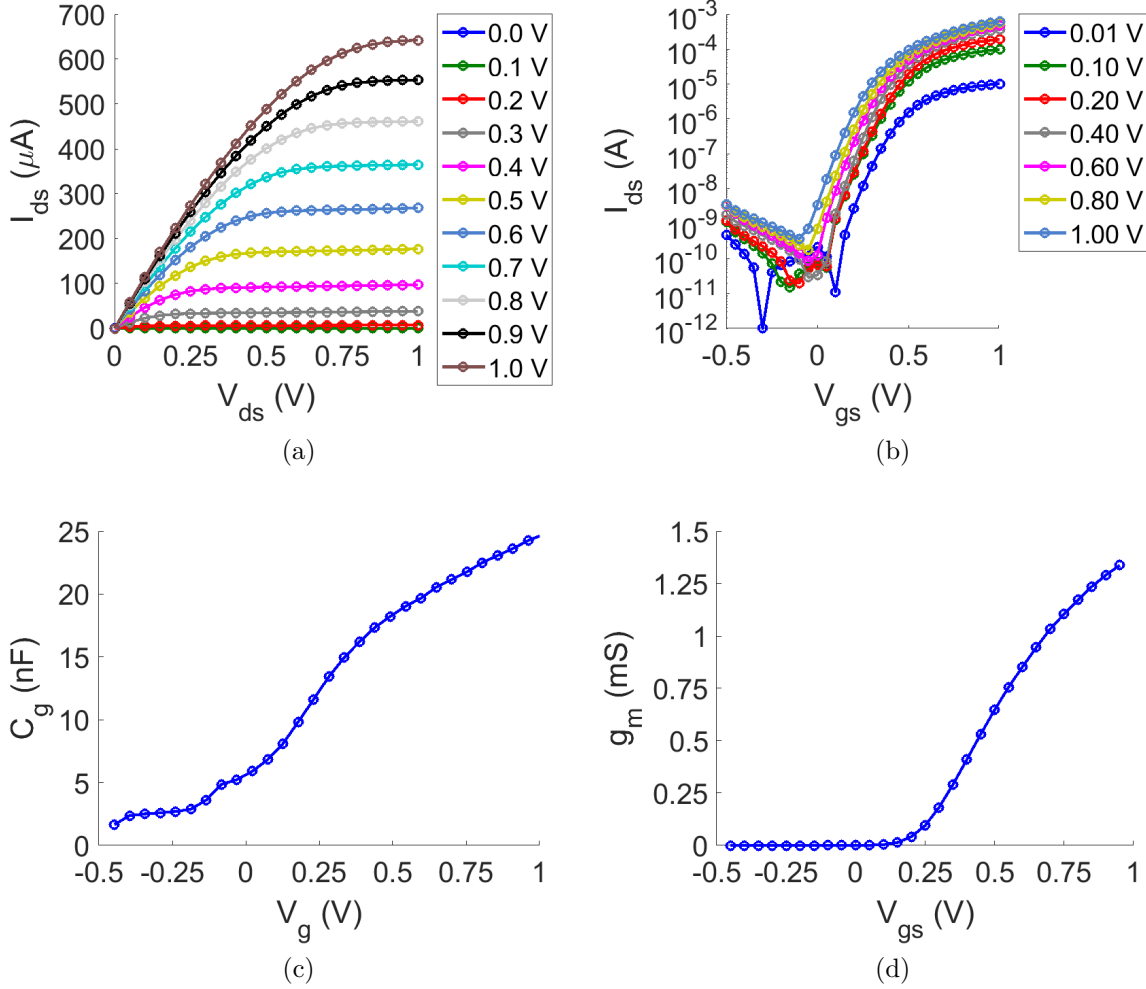 700
600
500
400
300
200
100
0
I_ds (μA)
0 0.25 0.5 0.75 1
V_ds (V)
0.0 V
0.1 V
0.2 V
0.3 V
0.4 V
0.5 V
0.6 V
0.7 V
0.8 V
0.9 V
1.0 V
(a)
10^-3
10^-4
10^-5
10^-6
10^-7
10^-8
10^-9
10^-10
10^-11
10^-12
I_ds (A)
-0.5 0 0.5 1
V_gs (V)
0.01 V
0.10 V
0.20 V
0.40 V
0.60 V
0.80 V
1.00 V
(b)
25
20
15
10
5
0
C_g (nF)
-0.5 -0.25 0 0.25 0.5 0.75 1
V_g (V)
(c)
1.5
1.25
1
0.75
0.5
0.25
0
g_m (mS)
-0.5 -0.25 0 0.25 0.5 0.75 1
V_gs (V)
(d)